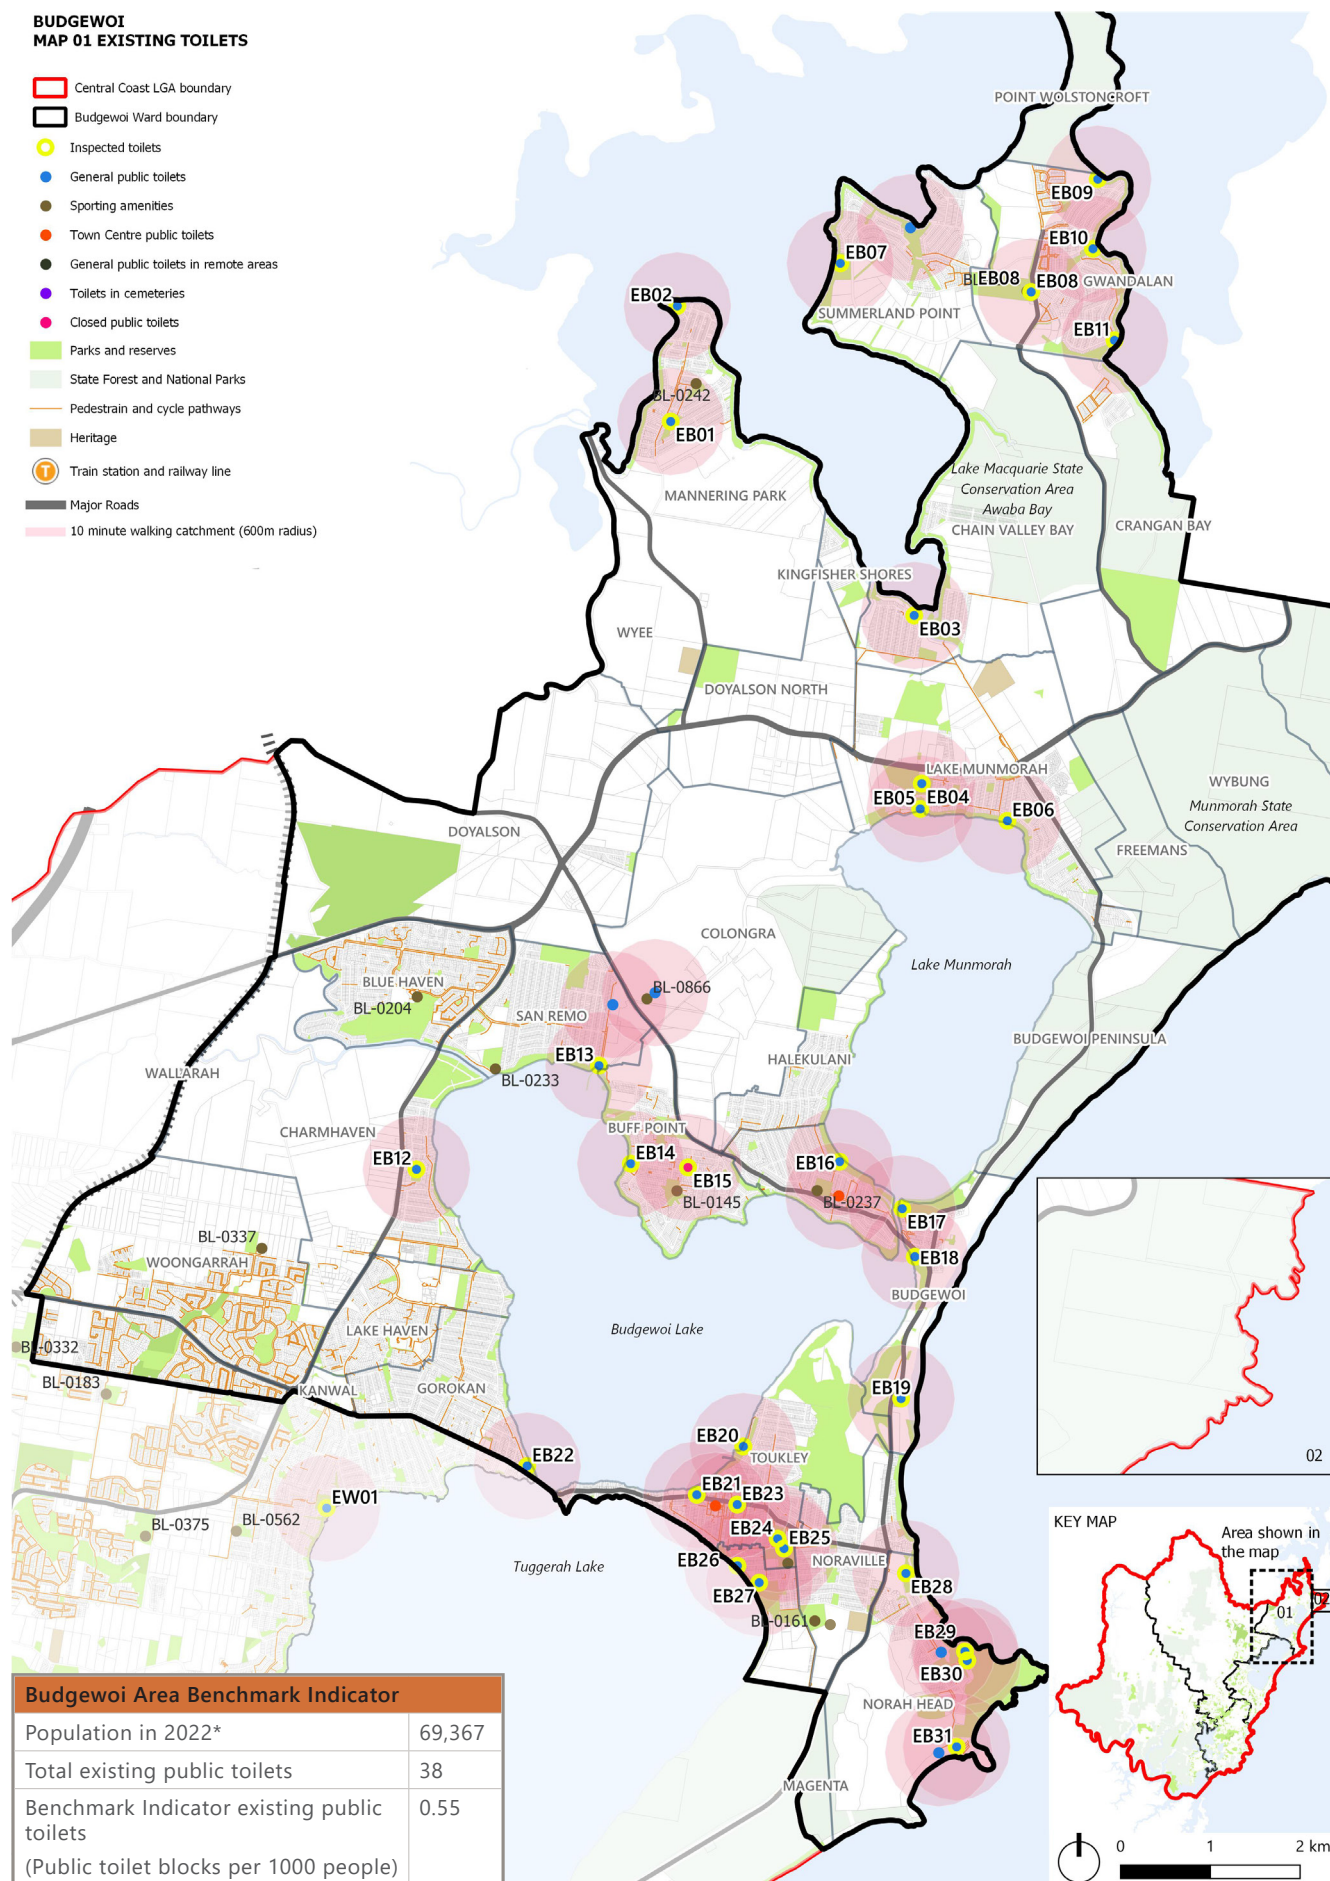 BUDGEWOI
MAP 01 EXISTING TOILETS
Central Coast LGA boundary
Budgewoi Ward boundary
Inspected toilets
General public toilets
Sporting amenities
Town Centre public toilets
General public toilets in remote areas
Toilets in cemeteries
Closed public toilets
Parks and reserves
State Forest and National Parks
Pedestrain and cycle pathways
Heritage
T
Train station and railway line
Major Roads
10 minute walking catchment (600m radius)
POINT WOLSTONCROFT
EB09
EB10
EB07
BL
EB08
EB08
GWANDALAN
EB02
SUMMERLAND POINT
EB11
BL-0242
EB01
Lake Macquarie State
Conservation Area
Awaba Bay
MANNERING PARK
CHAIN VALLEY BAY
CRANGAN BAY
KINGFISHER SHORES
EB03
WYEE
DOYALSON NORTH
LAKE MUNMORAH
WYBUNG
EB05
EB04
EB06
Munmorah State
Conservation Area
DOYALSON
FREEMANS
COLONGRA
Lake Munmorah
BLUE HAVEN
BL-0204
BL-0866
SAN REMO
BUDGEWOI PENINSULA
EB13
HALEKULANI
WALLARAH
BL-0233
CHARMHAVEN
BUFF POINT
EB12
EB14
EB15
EB16
BL-0145
BL-0237
EB17
BL-0337
WOONGARRAH
EB18
BUDGEWOI
LAKE HAVEN
Budgewoi Lake
BL-0332
BL-0183
KANWAL
GOROKAN
EB19
EB20
TOUKLEY
EB22
02
EB21
EB23
EW01
BL-0375
BL-0562
EB24
EB25
EB26
NORAVILLE
Tuggerah Lake
EB27
EB28
BL-0161
EB29
EB30
NORAH HEAD
EB31
MAGENTA
KEY MAP
Area shown in
the map
01
02
0
1
2 km
Budgewoi Area Benchmark Indicator
Population in 2022* 69,367
Total existing public toilets 38
Benchmark Indicator existing public 0.55
toilets
(Public toilet blocks per 1000 people)